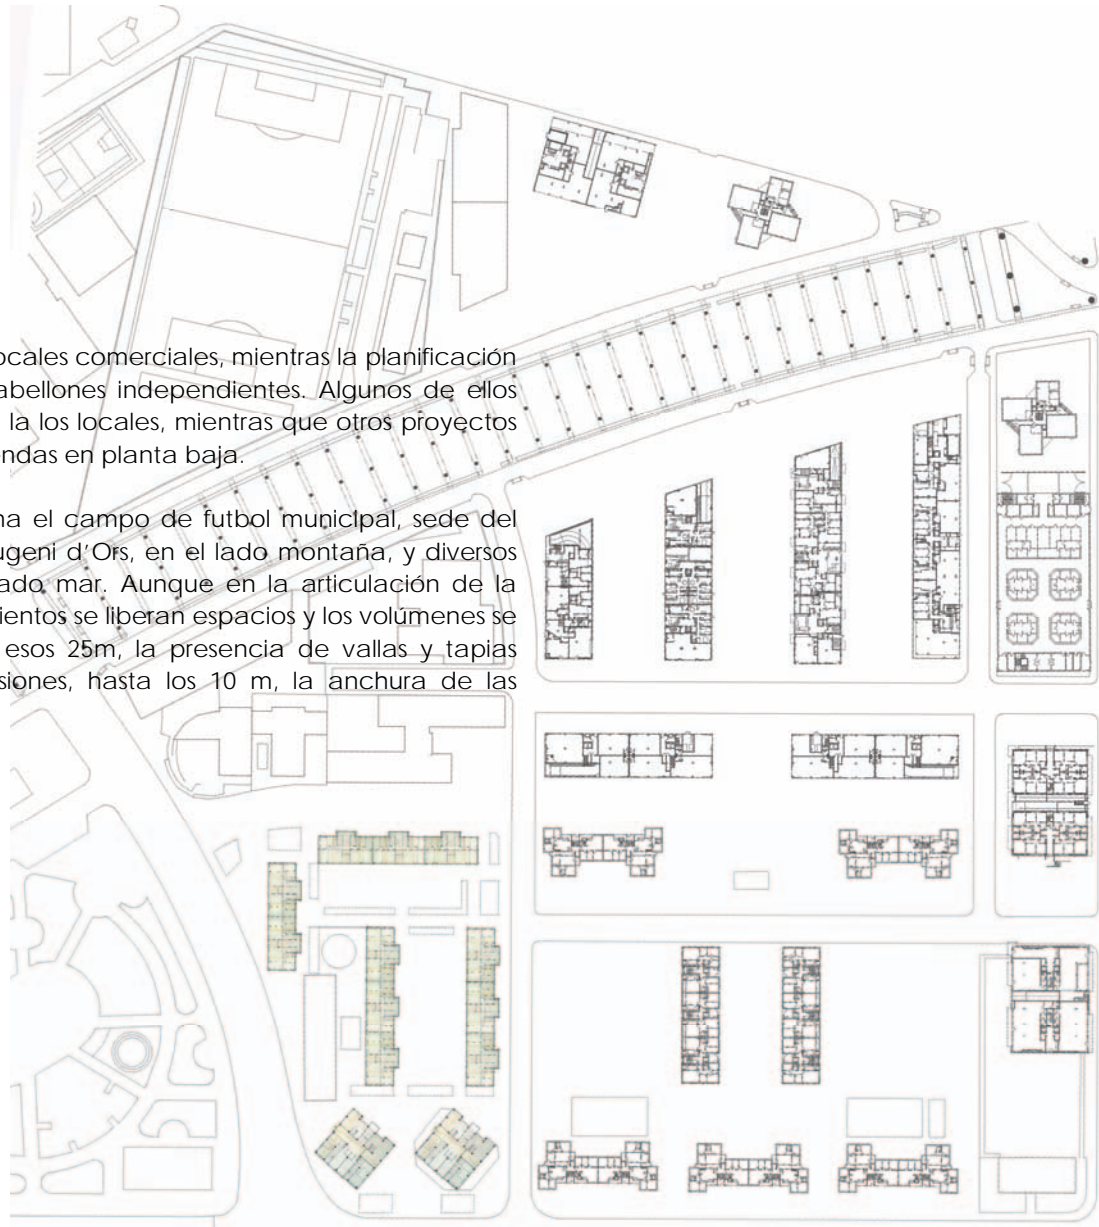 ocales comerciales, mientras la planificación
abellones independientes. Algunos de ellos
la los locales, mientras que otros proyectos
endas en planta baja.
na el campo de futbol municipal, sede del
ugeni d'Ors, en el lado montaña, y diversos
ado mar. Aunque en la articulación de la
ientos se liberan espacios y los volúmenes se
esos 25m, la presencia de vallas y tapias
siones, hasta los 10 m, la anchura de las